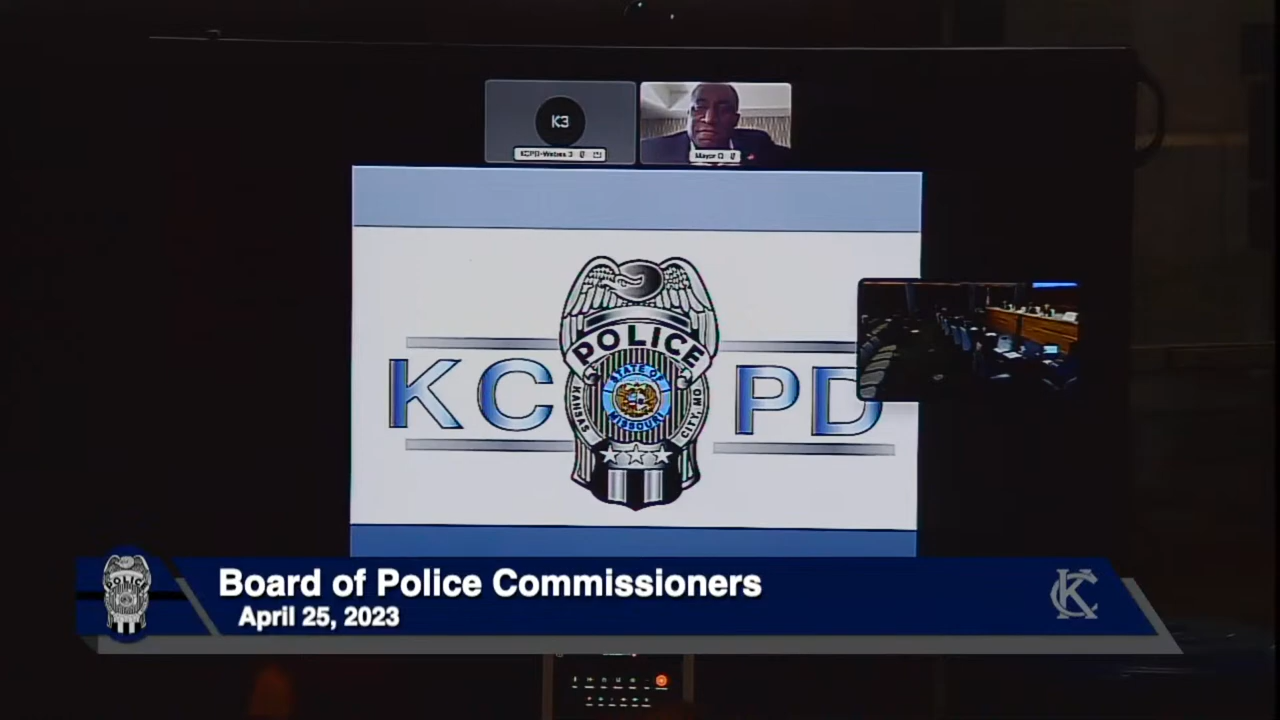 K3
KCPD-Webex 3
Mayor Q
POLICE
KC PD
STATE OF
MISSOURI
KANSAS CITY, MO
Board of Police Commissioners
April 25, 2023
POLICE
KC